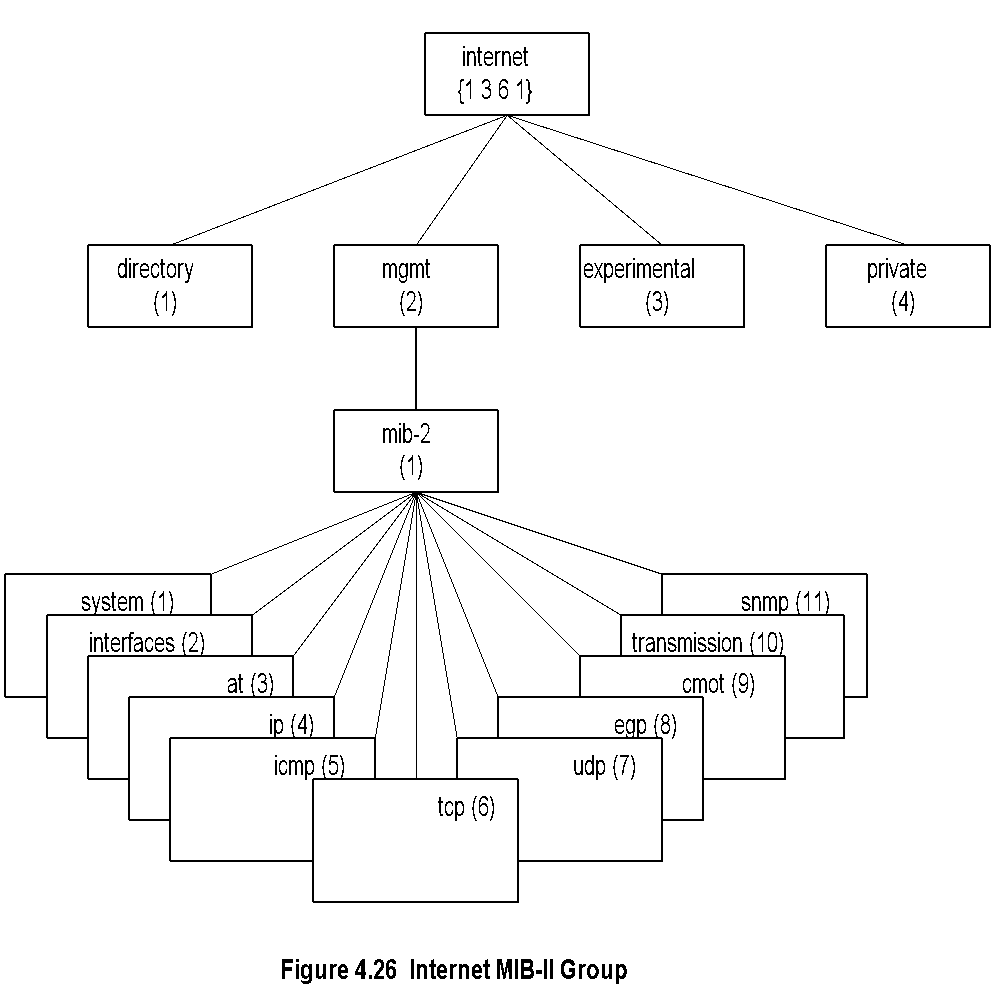 internet
{1 3 6 1}
directory
(1)
mgmt
(2)
experimental
(3)
private
(4)
mib-2
(1)
system (1)
snmp (11)
interfaces (2)
transmission (10)
at (3)
cmot (9)
ip (4)
egp (8)
icmp (5)
udp (7)
tcp (6)
Figure 4.26 Internet MIB-II Group